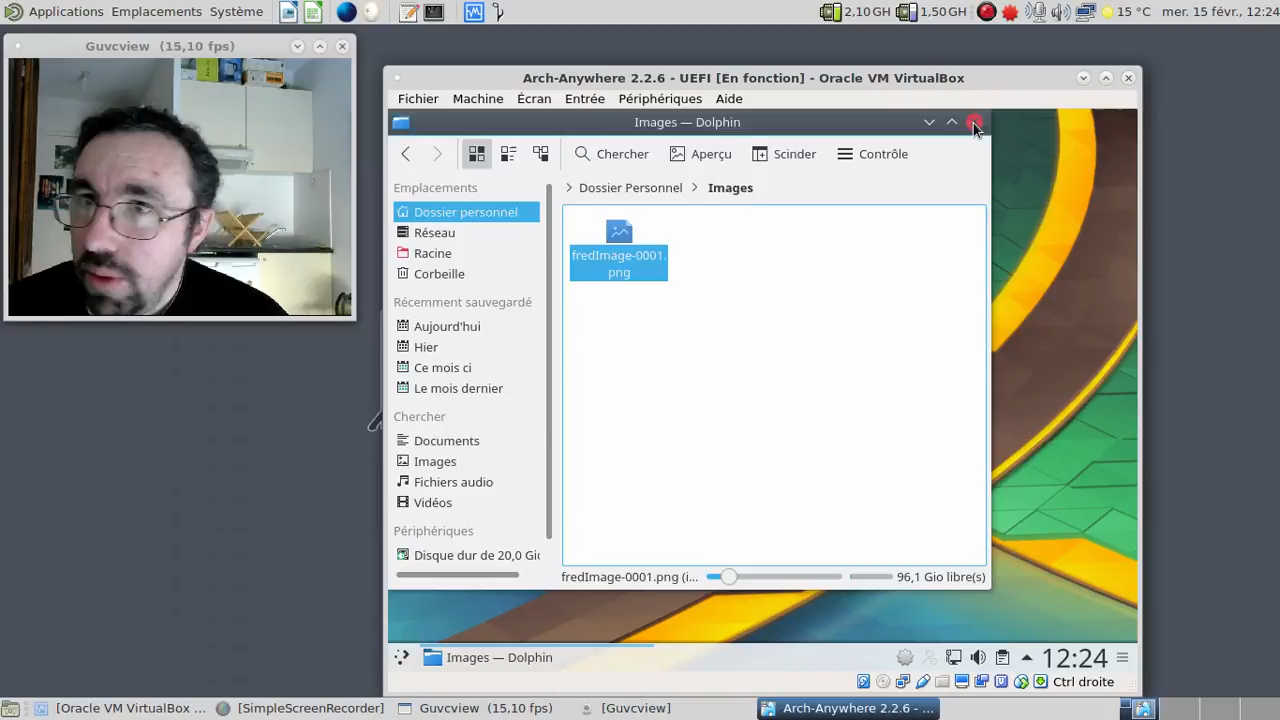 Applications Emplacements Système
2,10 GH 1,50 GH 15 °C mer. 15 févr., 12:24
Guvcview (15,10 fps)
Arch-Anywhere 2.2.6 - UEFI [En fonction] - Oracle VM VirtualBox
Fichier Machine Écran Entrée Périphériques Aide
Images — Dolphin
Chercher Aperçu Scinder Contrôle
Emplacements
Dossier personnel
Réseau
Racine
Corbeille
Récemment sauvegardé
Aujourd'hui
Hier
Ce mois ci
Le mois dernier
Chercher
Documents
Images
Fichiers audio
Vidéos
Périphériques
Disque dur de 20,0 Gio
Dossier Personnel Images
fredImage-0001.
png
fredImage-0001.png (i... 96,1 Gio libre(s)
Images — Dolphin 12:24
Ctrl droite
[Oracle VM VirtualBox ... [SimpleScreenRecorder] Guvcview (15,10 fps) [Guvcview] Arch-Anywhere 2.2.6 - ...